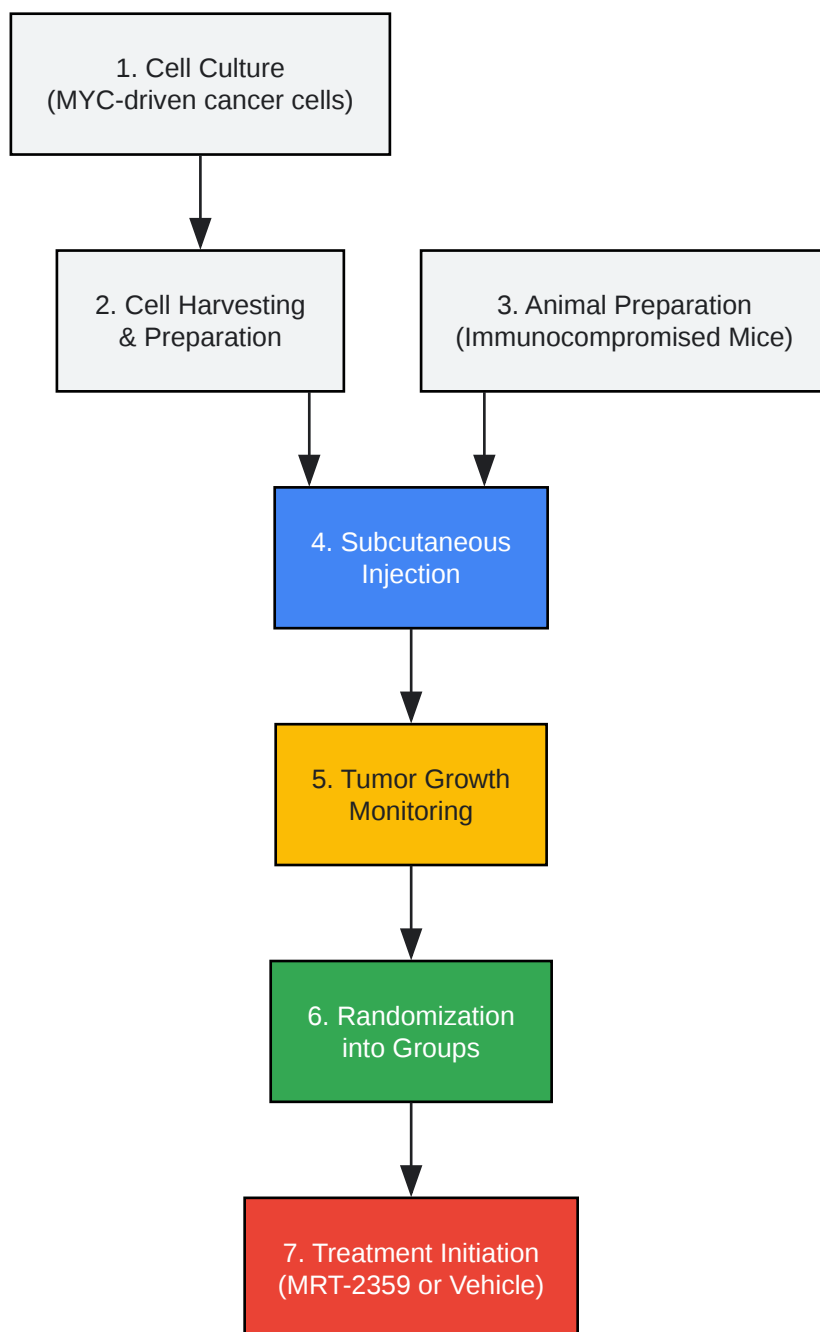 1. Cell Culture
(MYC-driven cancer cells)
2. Cell Harvesting
& Preparation
3. Animal Preparation
(Immunocompromised Mice)
4. Subcutaneous
Injection
5. Tumor Growth
Monitoring
6. Randomization
into Groups
7. Treatment Initiation
(MRT-2359 or Vehicle)